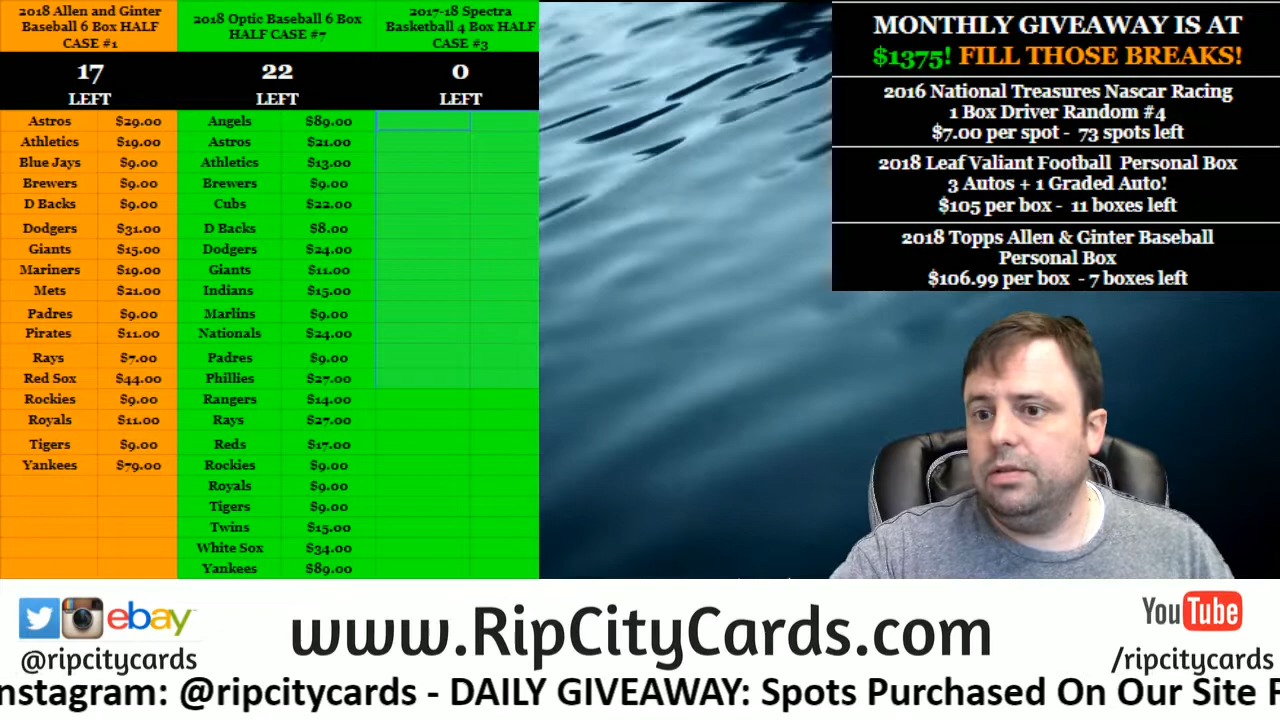 2018 Allen and Ginter
Baseball 6 Box HALF
CASE #1
17
LEFT
Astros $29.00
Athletics $19.00
Blue Jays $9.00
Brewers $9.00
D Backs $9.00
Dodgers $31.00
Giants $15.00
Mariners $19.00
Mets $21.00
Padres $9.00
Pirates $11.00
Rays $7.00
Red Sox $44.00
Rockies $9.00
Royals $11.00
Tigers $9.00
Yankees $79.00
2018 Optic Baseball 6 Box
HALF CASE #7
22
LEFT
Angels $89.00
Astros $21.00
Athletics $13.00
Brewers $9.00
Cubs $22.00
D Backs $8.00
Dodgers $24.00
Giants $11.00
Indians $15.00
Marlins $9.00
Nationals $24.00
Padres $9.00
Phillies $27.00
Rangers $14.00
Rays $27.00
Reds $17.00
Rockies $9.00
Royals $9.00
Tigers $9.00
Twins $15.00
White Sox $34.00
Yankees $89.00
2017-18 Spectra
Basketball 4 Box HALF
CASE #3
0
LEFT
MONTHLY GIVEAWAY IS AT
$1375! FILL THOSE BREAKS!
2016 National Treasures Nascar Racing
1 Box Driver Random #4
$7.00 per spot - 73 spots left
2018 Leaf Valiant Football Personal Box
3 Autos + 1 Graded Auto!
$105 per box - 11 boxes left
2018 Topps Allen & Ginter Baseball
Personal Box
$106.99 per box - 7 boxes left
ebay
@ripcitycards
www.RipCityCards.com
YouTube
/ripcitycards
nstagram: @ripcitycards - DAILY GIVEAWAY: Spots Purchased On Our Site F